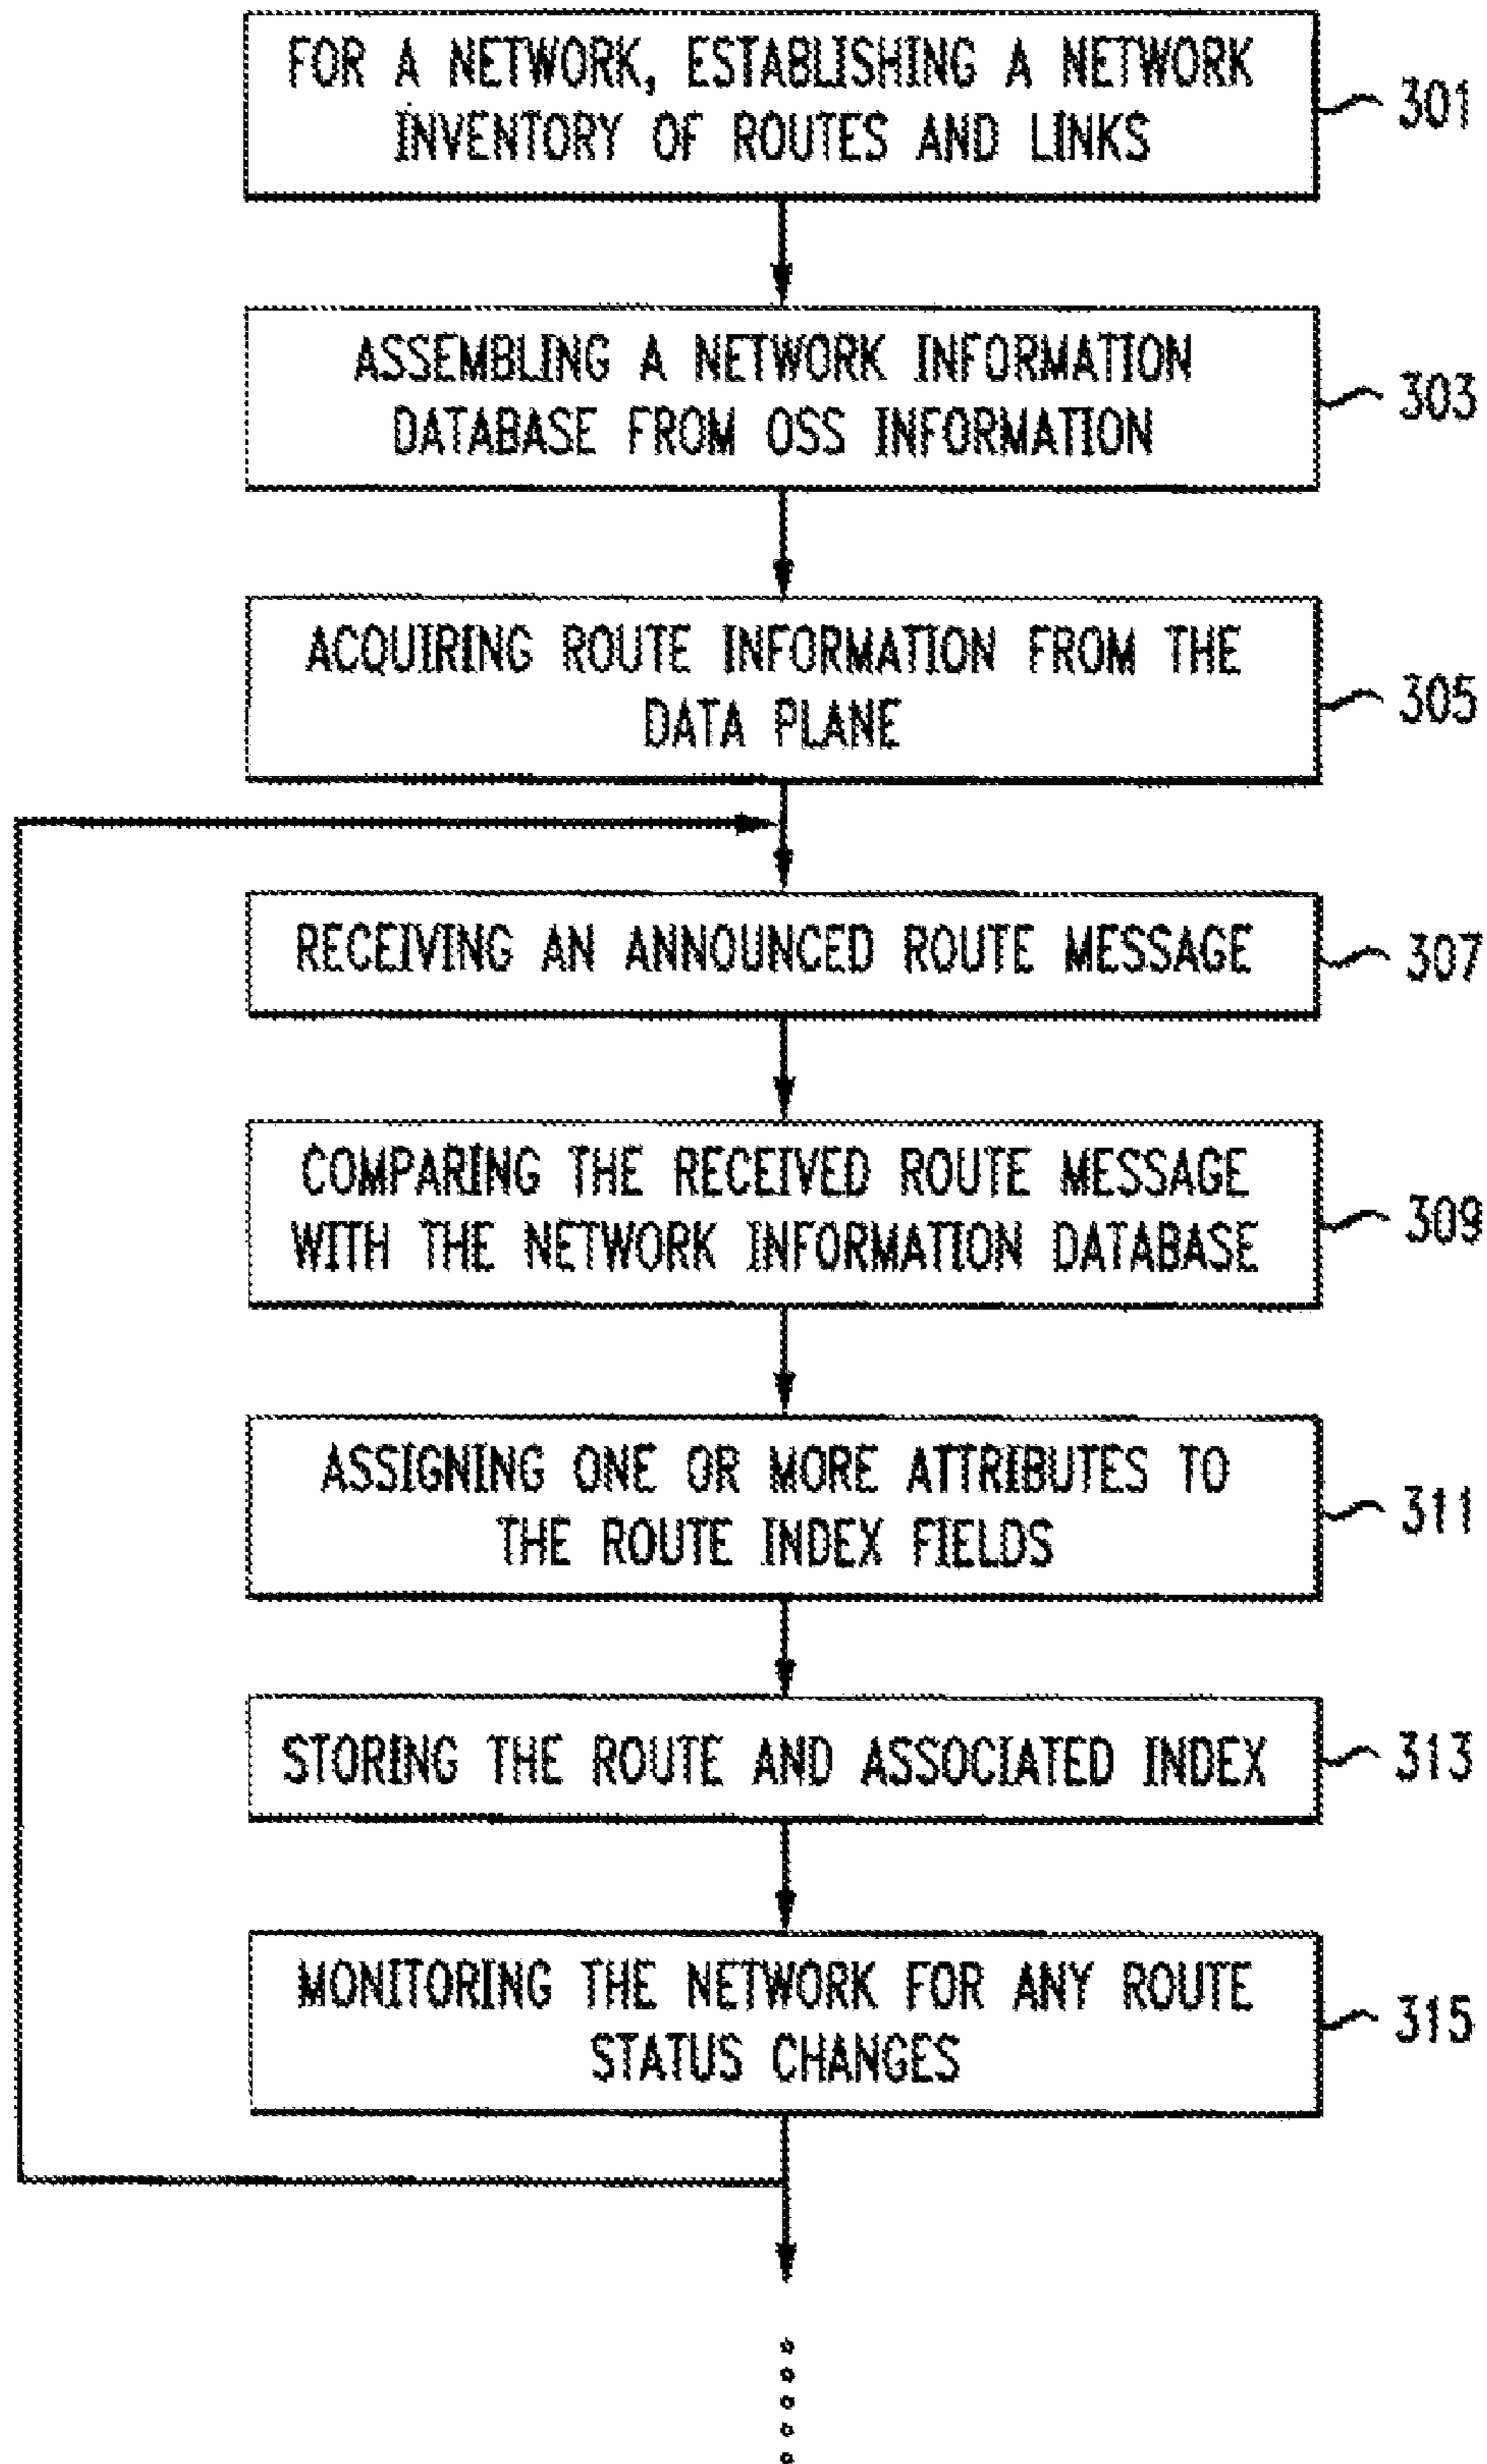 FOR A NETWORK, ESTABLISHING A NETWORK
INVENTORY OF ROUTES AND LINKS
301
ASSEMBLING A NETWORK INFORMATION
DATABASE FROM OSS INFORMATION
303
ACQUIRING ROUTE INFORMATION FROM THE
DATA PLANE
305
RECEIVING AN ANNOUNCED ROUTE MESSAGE
307
COMPARING THE RECEIVED ROUTE MESSAGE
WITH THE NETWORK INFORMATION DATABASE
309
ASSIGNING ONE OR MORE ATTRIBUTES TO
THE ROUTE INDEX FIELDS
311
STORING THE ROUTE AND ASSOCIATED INDEX
313
MONITORING THE NETWORK FOR ANY ROUTE
STATUS CHANGES
315